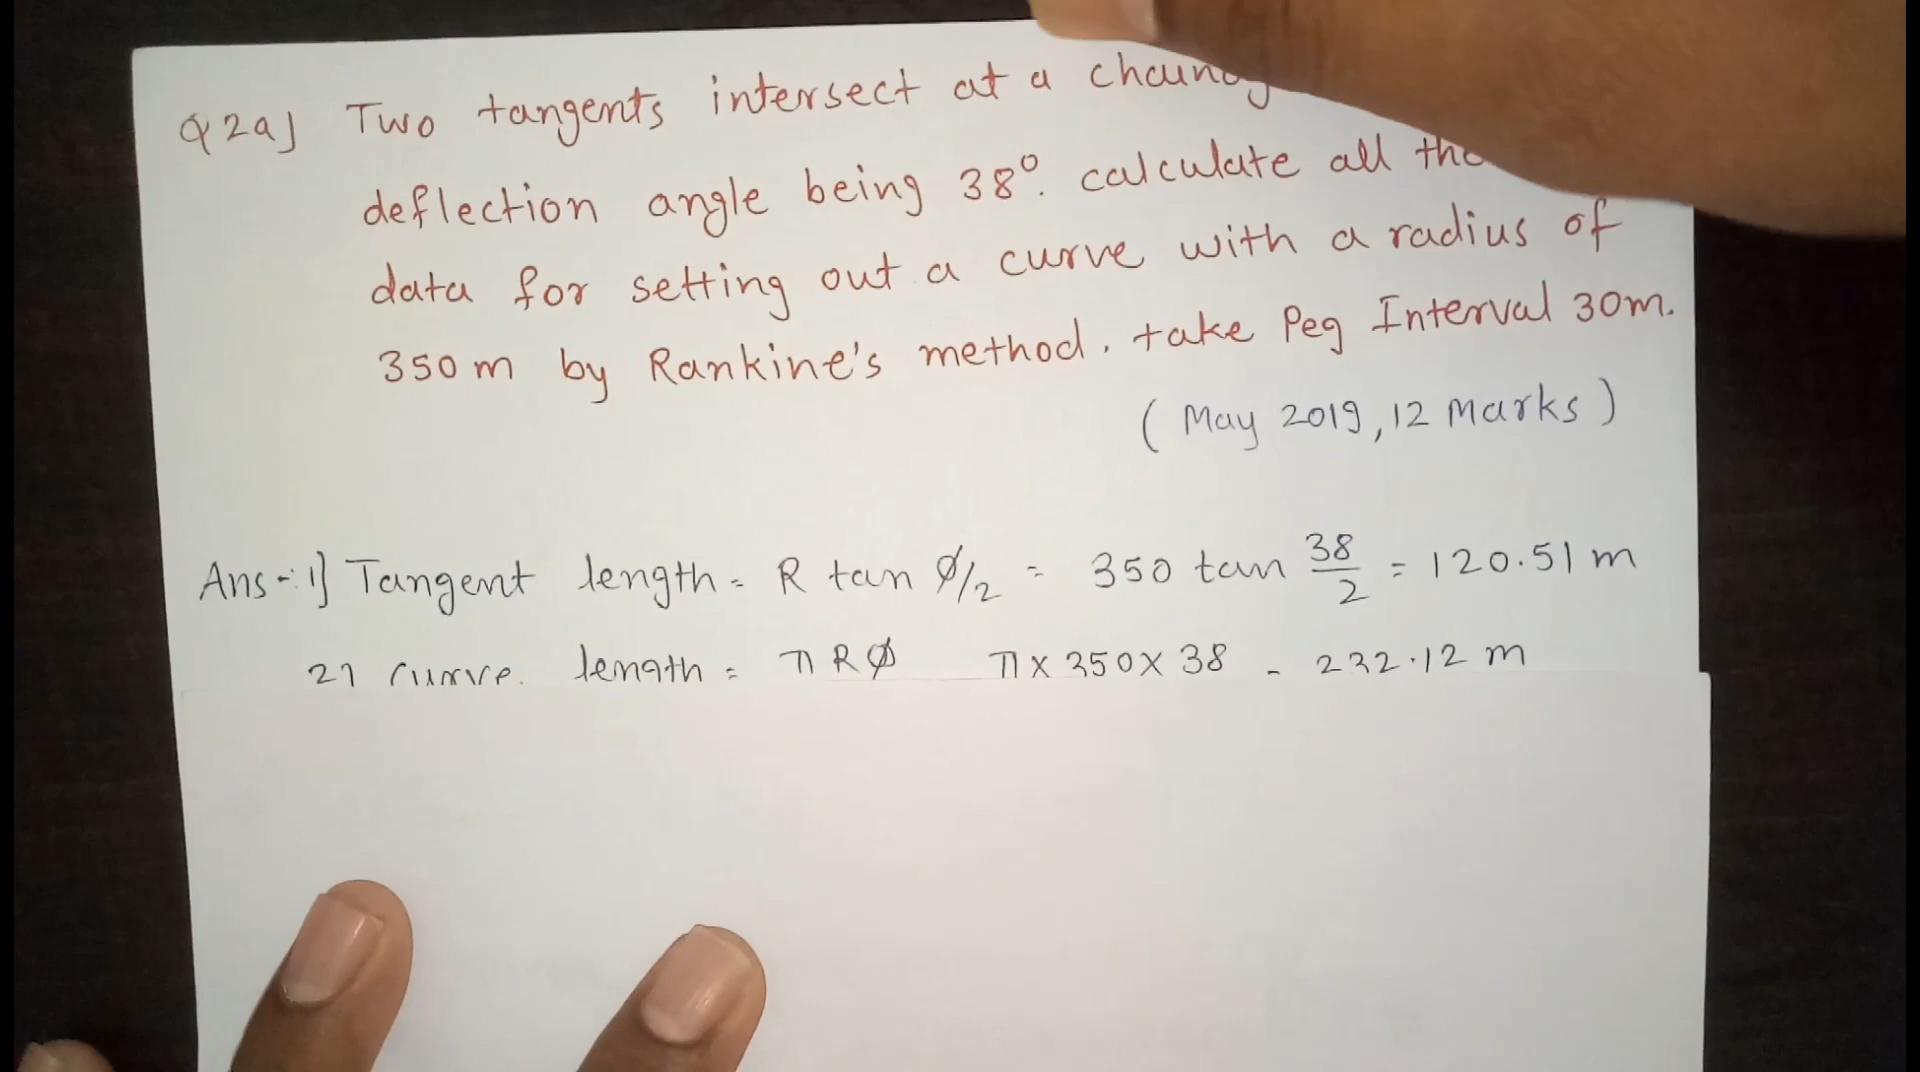 Q2a] Two tangents intersect at a
deflection angle being 38°. calculate all
data for setting out a curve with a radius of
350 m by Rankine's method. take Peg Interval 30m.
(May 2019, 12 Marks)
Ans -: 1] Tangent length = R tan Ø/2 = 350 tan 38/2 = 120.51 m
2] curve length = π R Ø π x 350 x 38 = 232.12 m